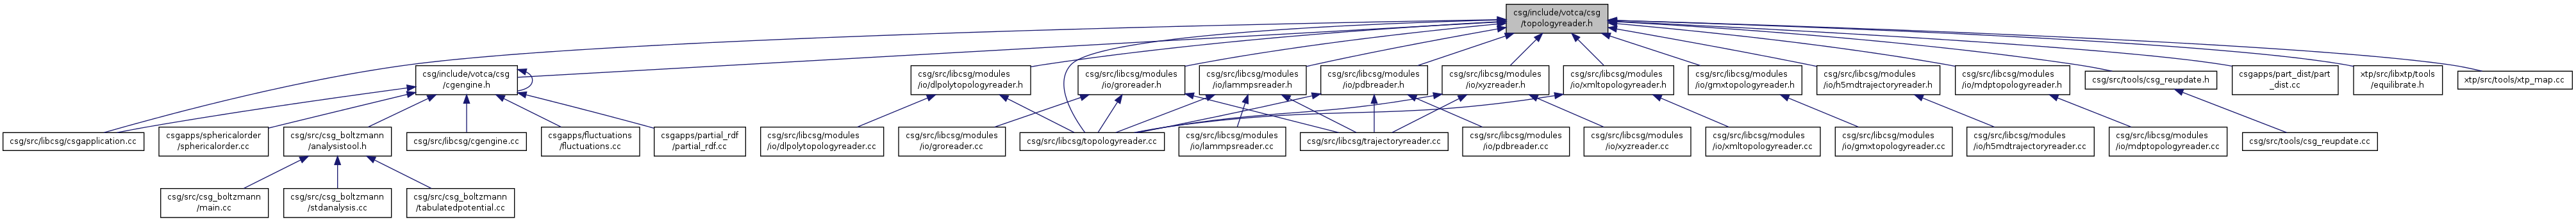 csg/include/votca/csg
/topologyreader.h
csg/include/votca/csg
/cgengine.h
csg/src/libcsg/modules
/io/dlpolytopologyreader.h
csg/src/libcsg/modules
/io/groreader.h
csg/src/libcsg/modules
/io/lammpsreader.h
csg/src/libcsg/modules
/io/pdbreader.h
csg/src/libcsg/modules
/io/xyzreader.h
csg/src/libcsg/modules
/io/xmltopologyreader.h
csg/src/libcsg/modules
/io/gmxtopologyreader.h
csg/src/libcsg/modules
/io/h5mdtrajectoryreader.h
csg/src/libcsg/modules
/io/mdptopologyreader.h
csg/src/tools/csg_reupdate.h
csgapps/part_dist/part
_dist.cc
xtp/src/libxtp/tools
/equilibrate.h
xtp/src/tools/xtp_map.cc
csg/src/libcsg/csgapplication.cc
csgapps/sphericalorder
/sphericalorder.cc
csg/src/csg_boltzmann
/analysistool.h
csg/src/libcsg/cgengine.cc
csgapps/fluctuations
/fluctuations.cc
csgapps/partial_rdf
/partial_rdf.cc
csg/src/libcsg/modules
/io/dlpolytopologyreader.cc
csg/src/libcsg/modules
/io/groreader.cc
csg/src/libcsg/topologyreader.cc
csg/src/libcsg/modules
/io/lammpsreader.cc
csg/src/libcsg/trajectoryreader.cc
csg/src/libcsg/modules
/io/pdbreader.cc
csg/src/libcsg/modules
/io/xyzreader.cc
csg/src/libcsg/modules
/io/xmltopologyreader.cc
csg/src/libcsg/modules
/io/gmxtopologyreader.cc
csg/src/libcsg/modules
/io/h5mdtrajectoryreader.cc
csg/src/libcsg/modules
/io/mdptopologyreader.cc
csg/src/tools/csg_reupdate.cc
csg/src/csg_boltzmann
/main.cc
csg/src/csg_boltzmann
/stdanalysis.cc
csg/src/csg_boltzmann
/tabulatedpotential.cc